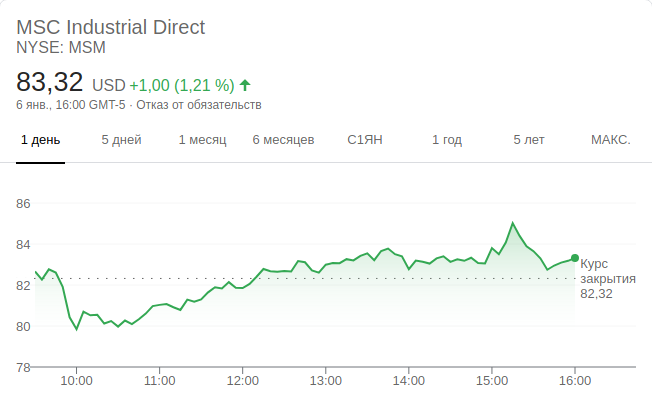 MSC Industrial Direct
NYSE: MSM
83,32 USD +1,00 (1,21 %)
6 янв., 16:00 GMT-5 · Отказ от обязательств
1 день 5 дней 1 месяц 6 месяцев С1ЯН 1 год 5 лет МАКС.
86
84
82
80
78
Курс
закрытия
82,32
10:00 11:00 12:00 13:00 14:00 15:00 16:00